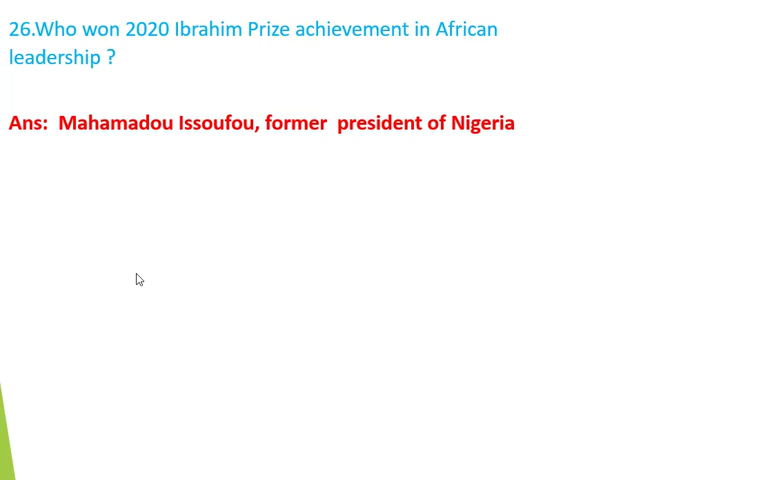 26.Who won 2020 Ibrahim Prize achievement in African
leadership ?
Ans:  Mahamadou Issoufou, former  president of Nigeria